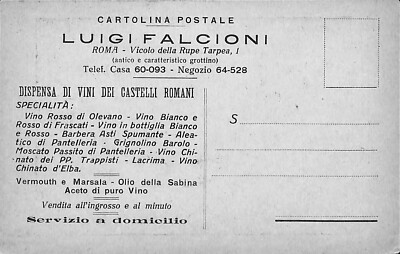 CARTOLINA POSTALE
LUIGI FALCIONI
ROMA - Vicolo della Rupe Tarpea, 1
(antico e caratteristico grottino)
Telef. Casa 60-093 - Negozio 64-528
DISPENSA DI VINI DEI CASTELLI ROMANI
SPECIALITÀ:
Vino Rosso di Olevano - Vino Bianco e
Rosso di Frascati - Vino in bottiglia Bianco
e Rosso - Barbera Asti Spumante - Alea-
tico di Pantelleria - Grignolino Barolo -
Moscato Passito di Pantelleria - Vino Chi-
nato dei PP. Trappisti - Lacrima - Vino
Chinato d'Elba.
Vermouth e Marsala - Olio della Sabina
Aceto di puro Vino
Vendita all'ingrosso e al minuto
Servizio a domicilio
S